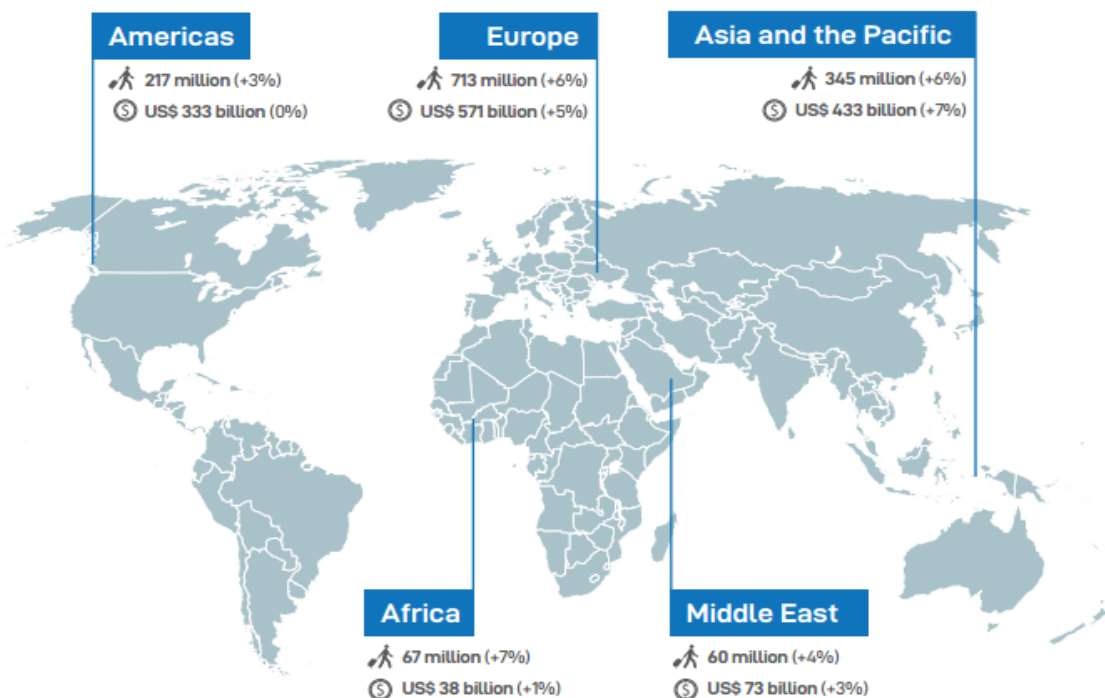 Americas
217 million (+3%)
US$ 333 billion (0%)
Europe
713 million (+6%)
US$ 571 billion (+5%)
Asia and the Pacific
345 million (+6%)
US$ 433 billion (+7%)
Africa
67 million (+7%)
US$ 38 billion (+1%)
Middle East
60 million (+4%)
US$ 73 billion (+3%)